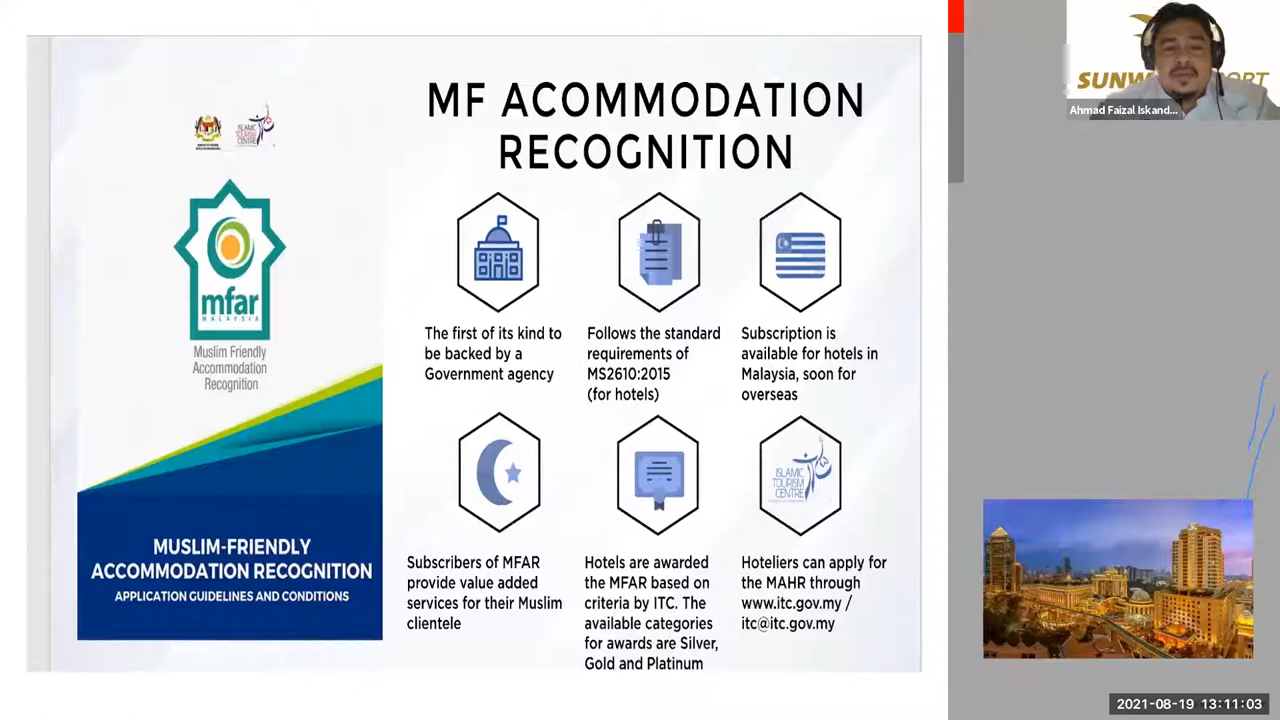 MF ACOMMODATION
RECOGNITION
ISLAMIC
TOURISM
CENTRE
mfar
MALAYSIA
Muslim Friendly
Accommodation
Recognition
MUSLIM-FRIENDLY
ACCOMMODATION RECOGNITION
APPLICATION GUIDELINES AND CONDITIONS
The first of its kind to
be backed by a
Government agency
Follows the standard
requirements of
MS2610:2015
(for hotels)
Subscription is
available for hotels in
Malaysia, soon for
overseas
ISLAMIC
TOURISM
CENTRE
Subscribers of MFAR
provide value added
services for their Muslim
clientele
Hotels are awarded
the MFAR based on
criteria by ITC. The
available categories
for awards are Silver,
Gold and Platinum
Hoteliers can apply for
the MAHR through
www.itc.gov.my /
itc@itc.gov.my
Ahmad Faizal Iskand...
2021-08-19 13:11:03